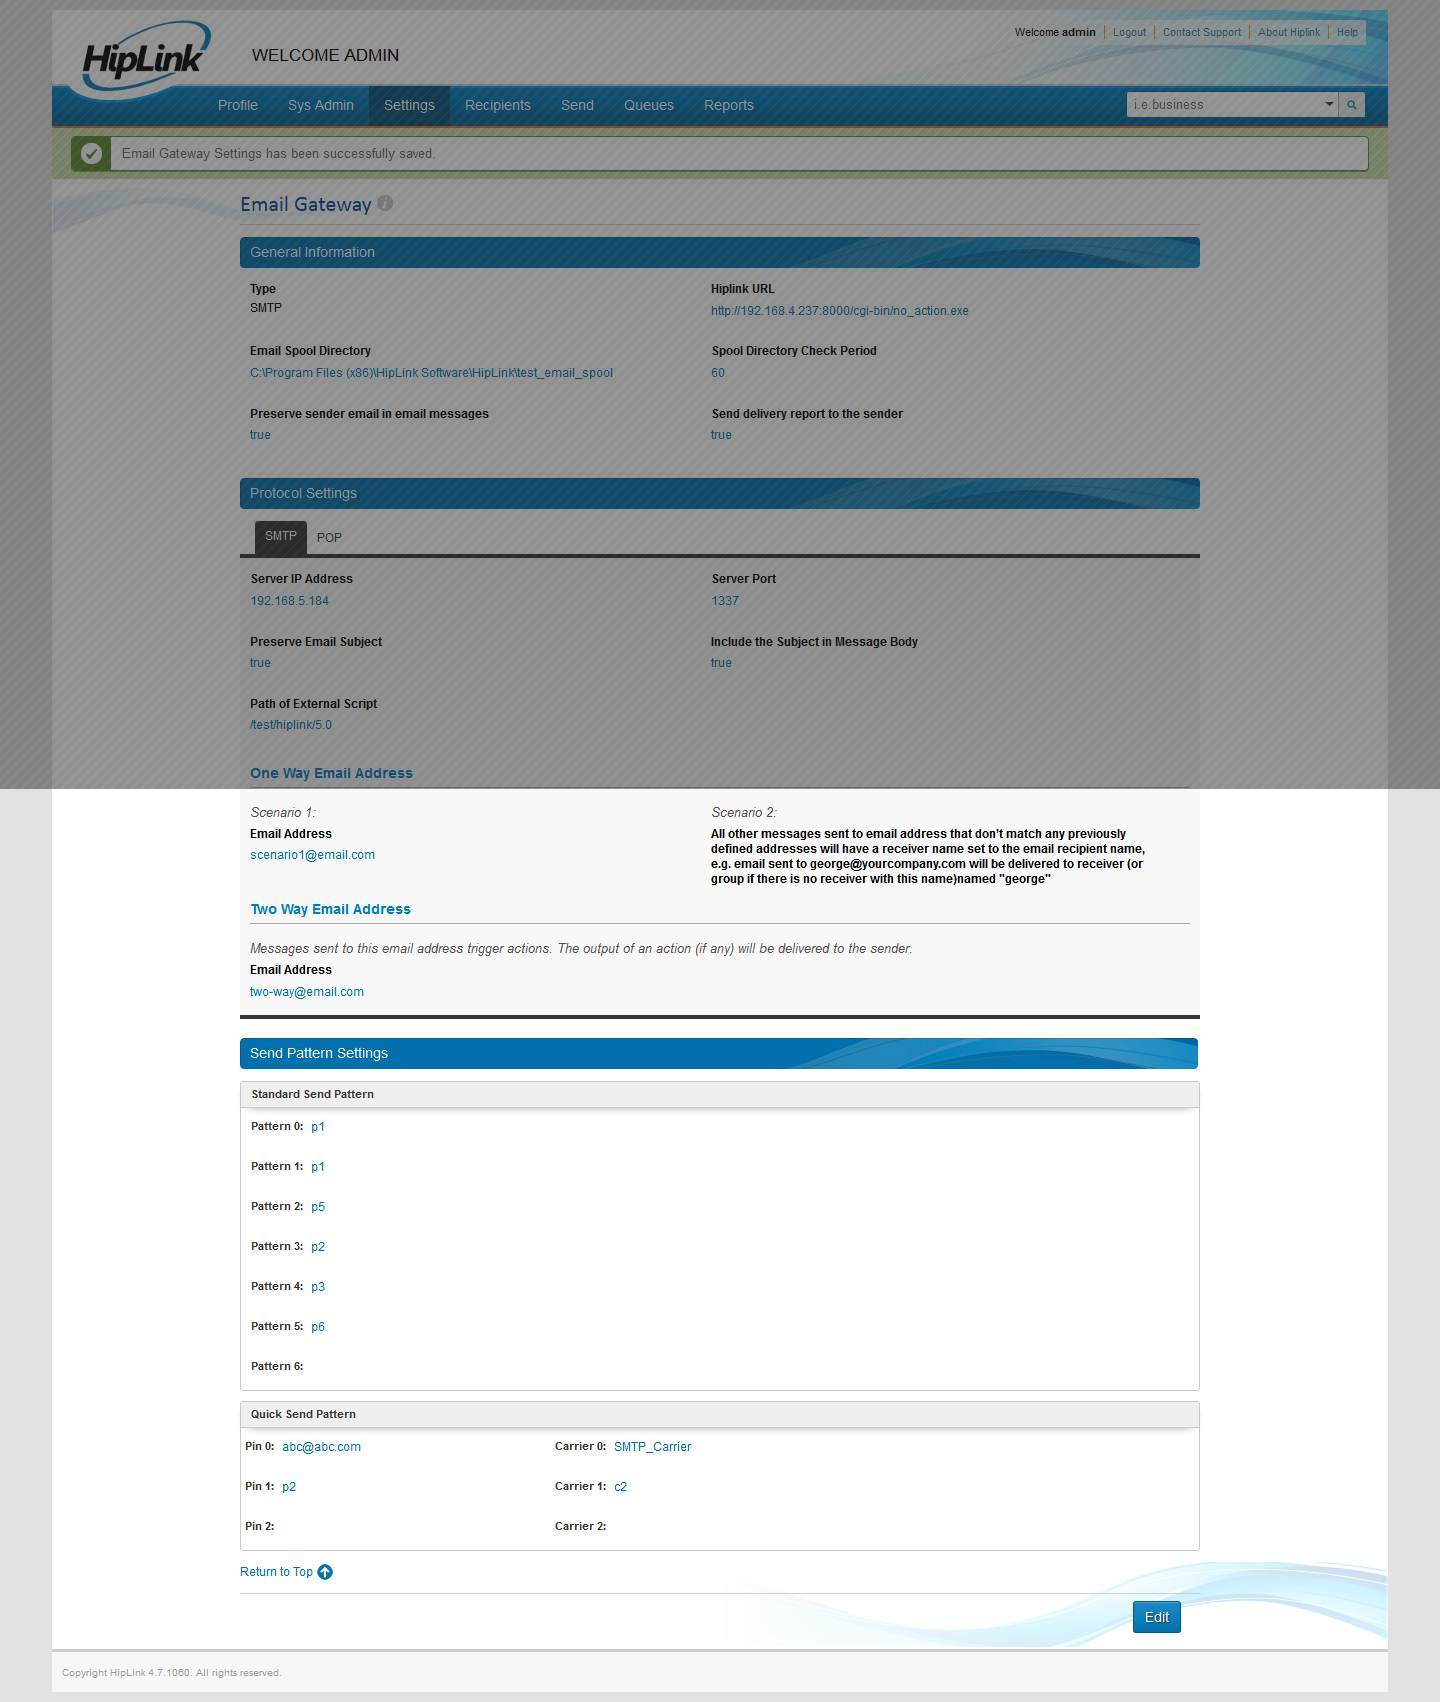 HipLink
WELCOME ADMIN
Welcome admin Logout Contact Support About Hiplink Help
Profile Sys Admin Settings Recipients Send Queues Reports i.e.business
Email Gateway Settings has been successfully saved.
Email Gateway i
General Information
Type Hiplink URL
SMTP http://192.168.4.237:8000/cgi-bin/no_action.exe
Email Spool Directory Spool Directory Check Period
C:\Program Files (x86)\HipLink Software\HipLink\test_email_spool 60
Preserve sender email in email messages Send delivery report to the sender
true true
Protocol Settings
SMTP POP
Server IP Address Server Port
192.168.5.184 1337
Preserve Email Subject Include the Subject in Message Body
true true
Path of External Script
/test/hiplink/5.0
One Way Email Address
Scenario 1: Scenario 2:
Email Address All other messages sent to email address that don't match any previously
defined addresses will have a receiver name set to the email recipient name,
scenario1@email.com
e.g. email sent to george@yourcompany.com will be delivered to receiver (or
group if there is no receiver with this name)named "george"
Two Way Email Address
Messages sent to this email address trigger actions. The output of an action (if any) will be delivered to the sender.
Email Address
two-way@email.com
Send Pattern Settings
Standard Send Pattern
Pattern 0: p1
Pattern 1: p1
Pattern 2: p5
Pattern 3: p2
Pattern 4: p3
Pattern 5: p6
Pattern 6:
Quick Send Pattern
Pin 0: abc@abc.com Carrier 0: SMTP_Carrier
Pin 1: p2 Carrier 1: c2
Pin 2: Carrier 2:
Return to Top
Edit
Copyright HipLink 4.7.1060. All rights reserved.